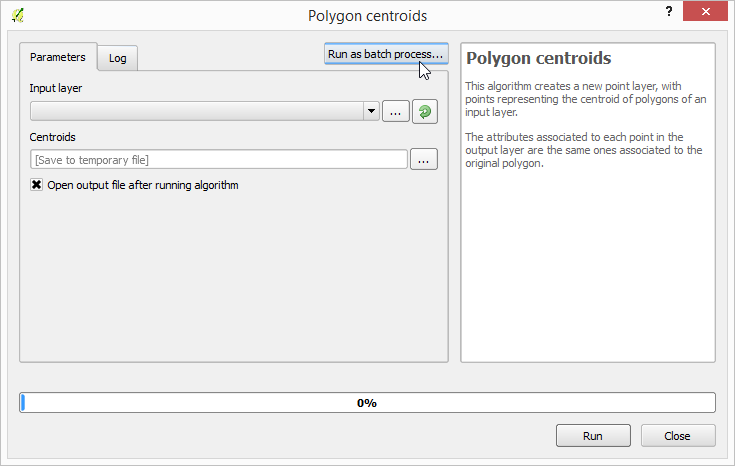 Polygon centroids
?
Parameters
Log
Run as batch process...
Input layer
...
Centroids
[Save to temporary file]
...
Open output file after running algorithm
Polygon centroids
This algorithm creates a new point layer, with
points representing the centroid of polygons of an
input layer.
The attributes associated to each point in the
output layer are the same ones associated to the
original polygon.
0%
Run
Close